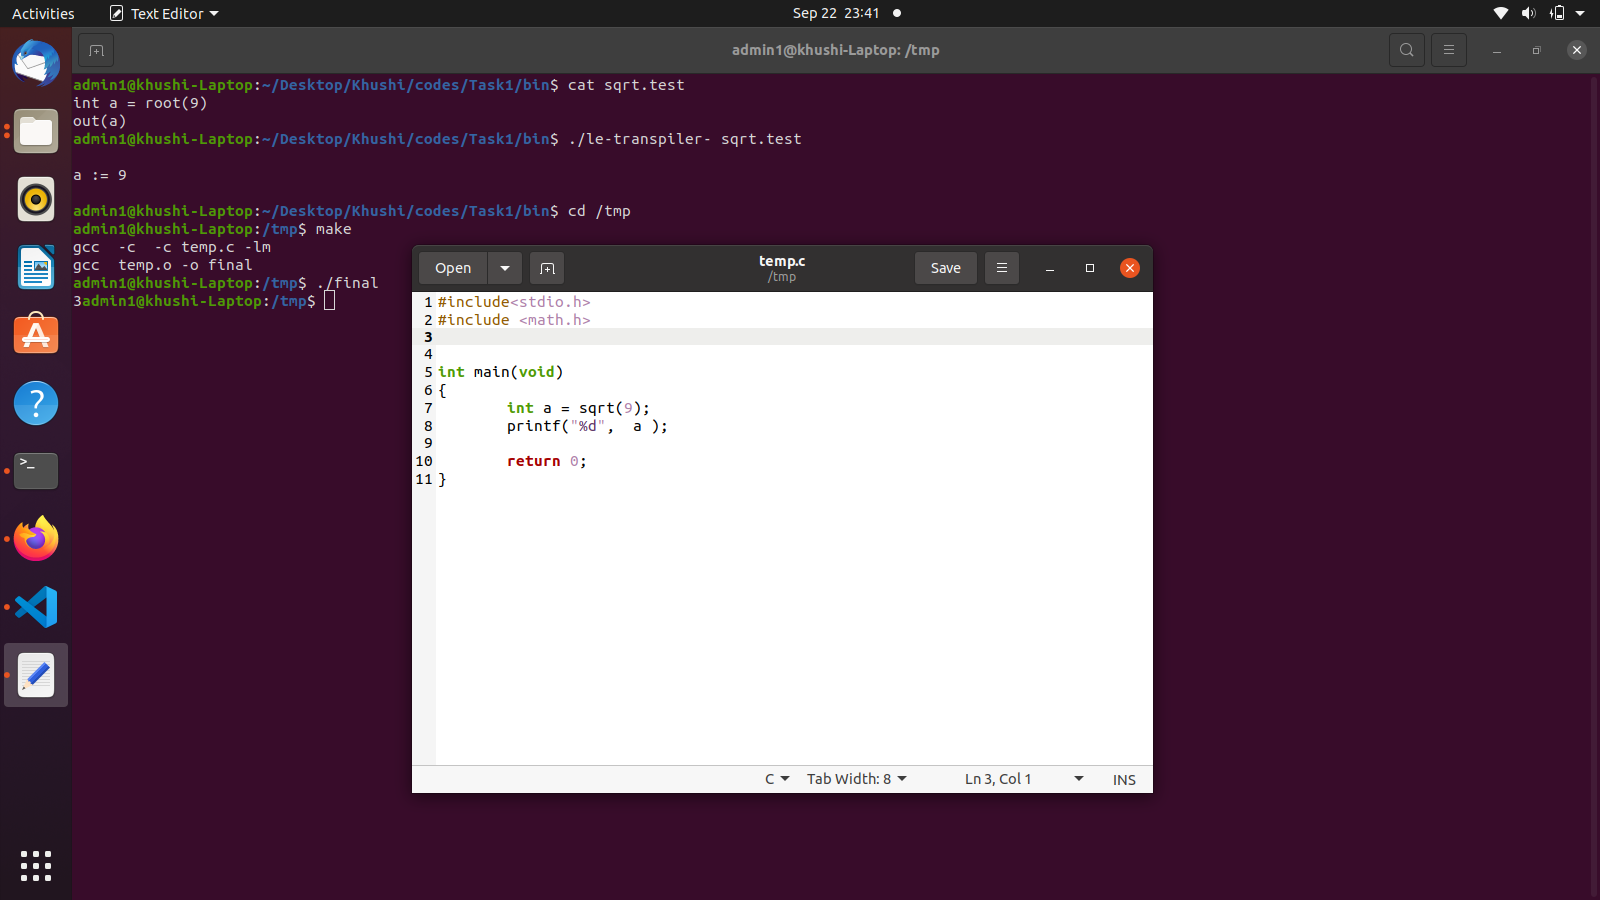 Activities
Text Editor
Sep 22 23:41
admin1@khushi-Laptop: /tmp
admin1@khushi-Laptop:~/Desktop/Khushi/codes/Task1/bin$ cat sqrt.test
int a = root(9)
out(a)
admin1@khushi-Laptop:~/Desktop/Khushi/codes/Task1/bin$ ./le-transpiler- sqrt.test
a := 9
admin1@khushi-Laptop:~/Desktop/Khushi/codes/Task1/bin$ cd /tmp
admin1@khushi-Laptop:/tmp$ make
gcc  -c  -c temp.c -lm
gcc  temp.o -o final
admin1@khushi-Laptop:/tmp$ ./final
3admin1@khushi-Laptop:/tmp$
Open
temp.c
/tmp
Save
1 #include<stdio.h>
2 #include <math.h>
3
4
5 int main(void)
6 {
7         int a = sqrt(9);
8         printf("%d",  a );
9
10         return 0;
11 }
C
Tab Width: 8
Ln 3, Col 1
INS